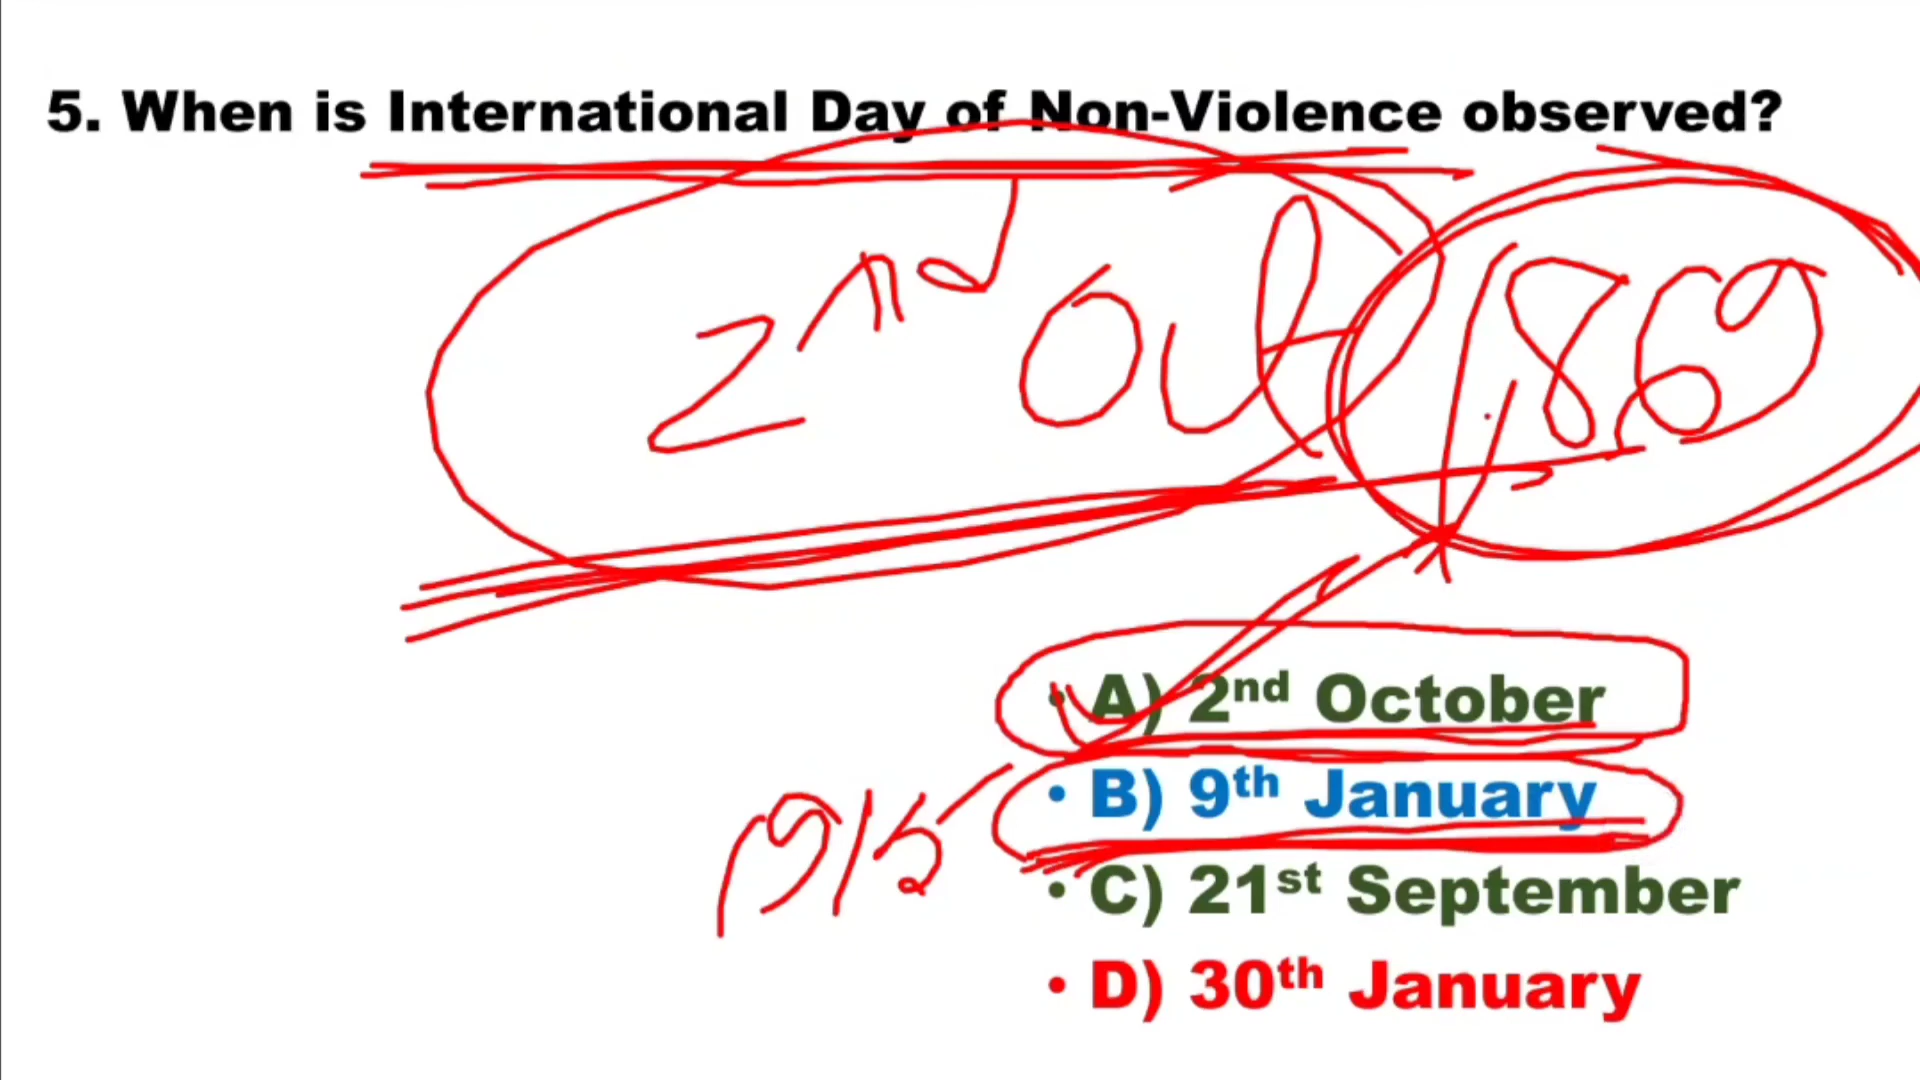 5. When is International Day of Non-Violence observed?
2nd Oct 1869
• A) 2nd October
1915
• B) 9th January
• C) 21st September
• D) 30th January